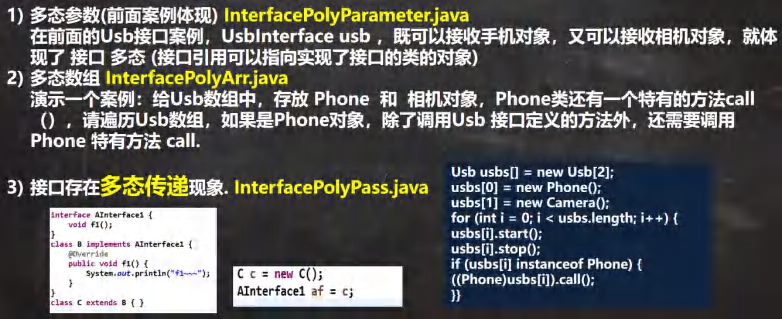 1) 多态参数(前面案例体现) InterfacePolyParameter.java
在前面的Usb接口案例，UsbInterface usb ，既可以接收手机对象，又可以接收相机对象，就体
现了 接口 多态 (接口引用可以指向实现了接口的类的对象)
2) 多态数组 InterfacePolyArr.java
演示一个案例：给Usb数组中，存放 Phone 和 相机对象，Phone类还有一个特有的方法call
（），请遍历Usb数组，如果是Phone对象，除了调用Usb 接口定义的方法外，还需要调用
Phone 特有方法 call.
3) 接口存在多态传递现象. InterfacePolyPass.java
interface AInterface1 {
void f1();
}
class B implements AInterface1 {
@Override
public void f1() {
System.out.println("f1~~~");
}
}
class C extends B { }
C c = new C();
AInterface1 af = c;
Usb usbs[] = new Usb[2];
usbs[0] = new Phone();
usbs[1] = new Camera();
for (int i = 0; i < usbs.length; i++) {
usbs[i].start();
usbs[i].stop();
if (usbs[i] instanceof Phone) {
((Phone)usbs[i]).call();
}}